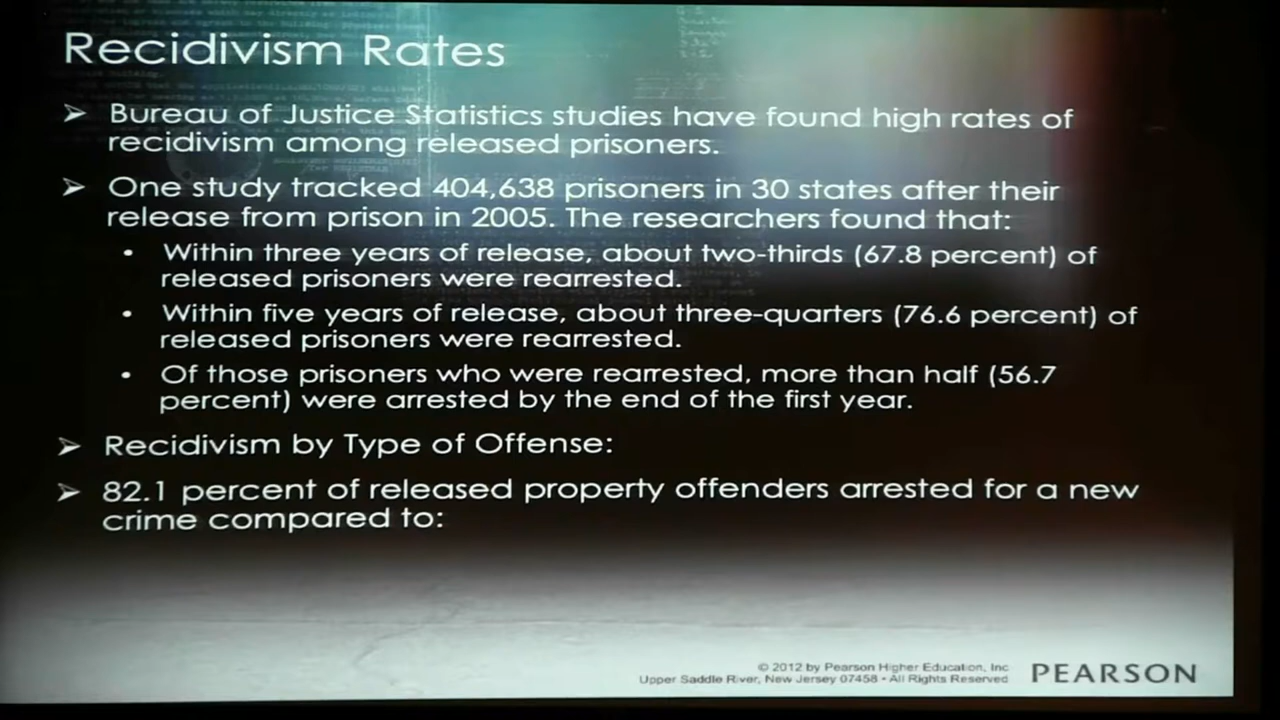 Recidivism Rates
➢ Bureau of Justice Statistics studies have found high rates of
recidivism among released prisoners.
➢ One study tracked 404,638 prisoners in 30 states after their
release from prison in 2005. The researchers found that:
• Within three years of release, about two-thirds (67.8 percent) of
released prisoners were rearrested.
• Within five years of release, about three-quarters (76.6 percent) of
released prisoners were rearrested.
• Of those prisoners who were rearrested, more than half (56.7
percent) were arrested by the end of the first year.
➢ Recidivism by Type of Offense:
➢ 82.1 percent of released property offenders arrested for a new
crime compared to:
© 2012 by Pearson Higher Education, Inc
Upper Saddle River, New Jersey 07458 • All Rights Reserved
PEARSON